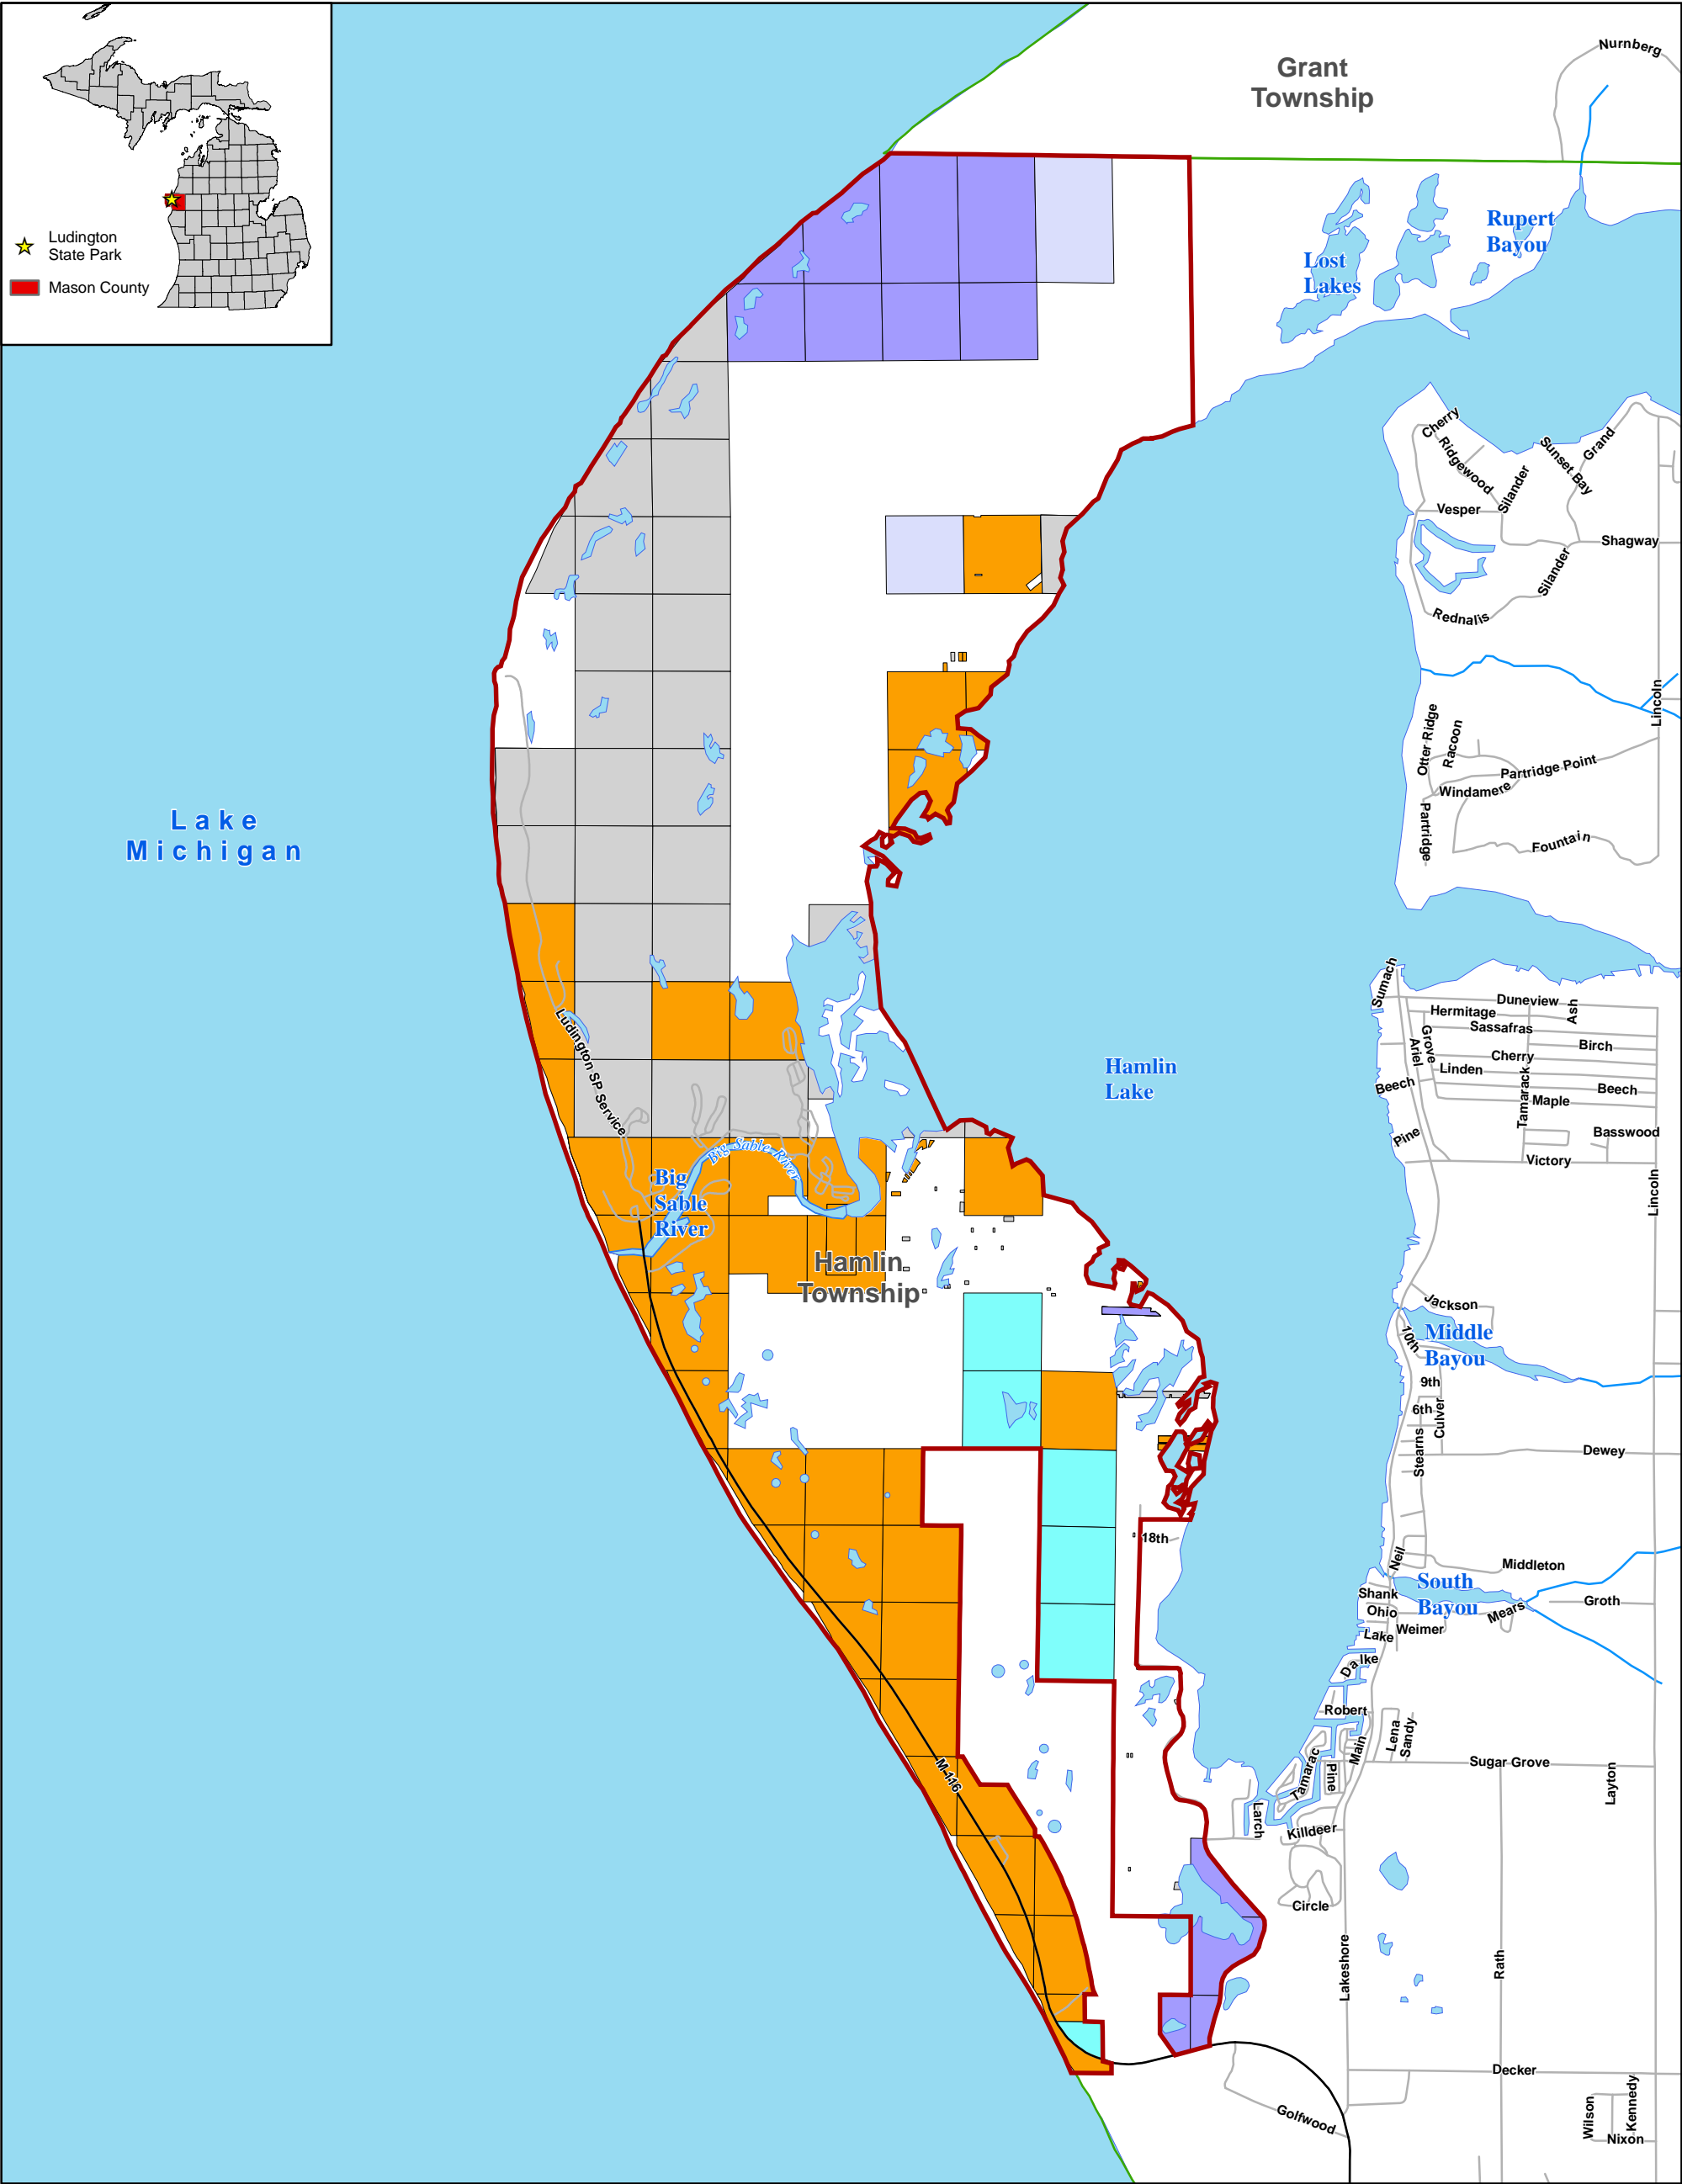 Ludington
State Park
Mason County
Grant
Township
Nurnberg
Rupert
Bayou
Lost
Lakes
Cherry
Ridgewood
Silander
Sunset Bay
Grand
Vesper
Shagway
Silander
Rednalis
Lincoln
Otter Ridge
Racoon
Partridge Point
Windamere
Partridge
Fountain
Lake
Michigan
Sumach
Duneview
Ash
Hermitage
Sassafras
Grove
Ariel
Birch
Cherry
Linden
Beech
Beech
Tamarack
Maple
Pine
Basswood
Victory
Lincoln
Hamlin
Lake
Ludington SP Service
Big Sable River
Big
Sable
River
Hamlin
Township
Jackson
10th
Middle
Bayou
9th
6th
Culver
Stearns
Dewey
18th
Neil
Middleton
South
Bayou
Shank
Ohio
Mears
Groth
Weimer
Lake
Dalke
Robert
Lena
Sandy
Main
Tamarac
Pine
Sugar Grove
Layton
M-116
Larch
Killdeer
Circle
Lakeshore
Rath
Decker
Golfwood
Wilson
Kennedy
Nixon